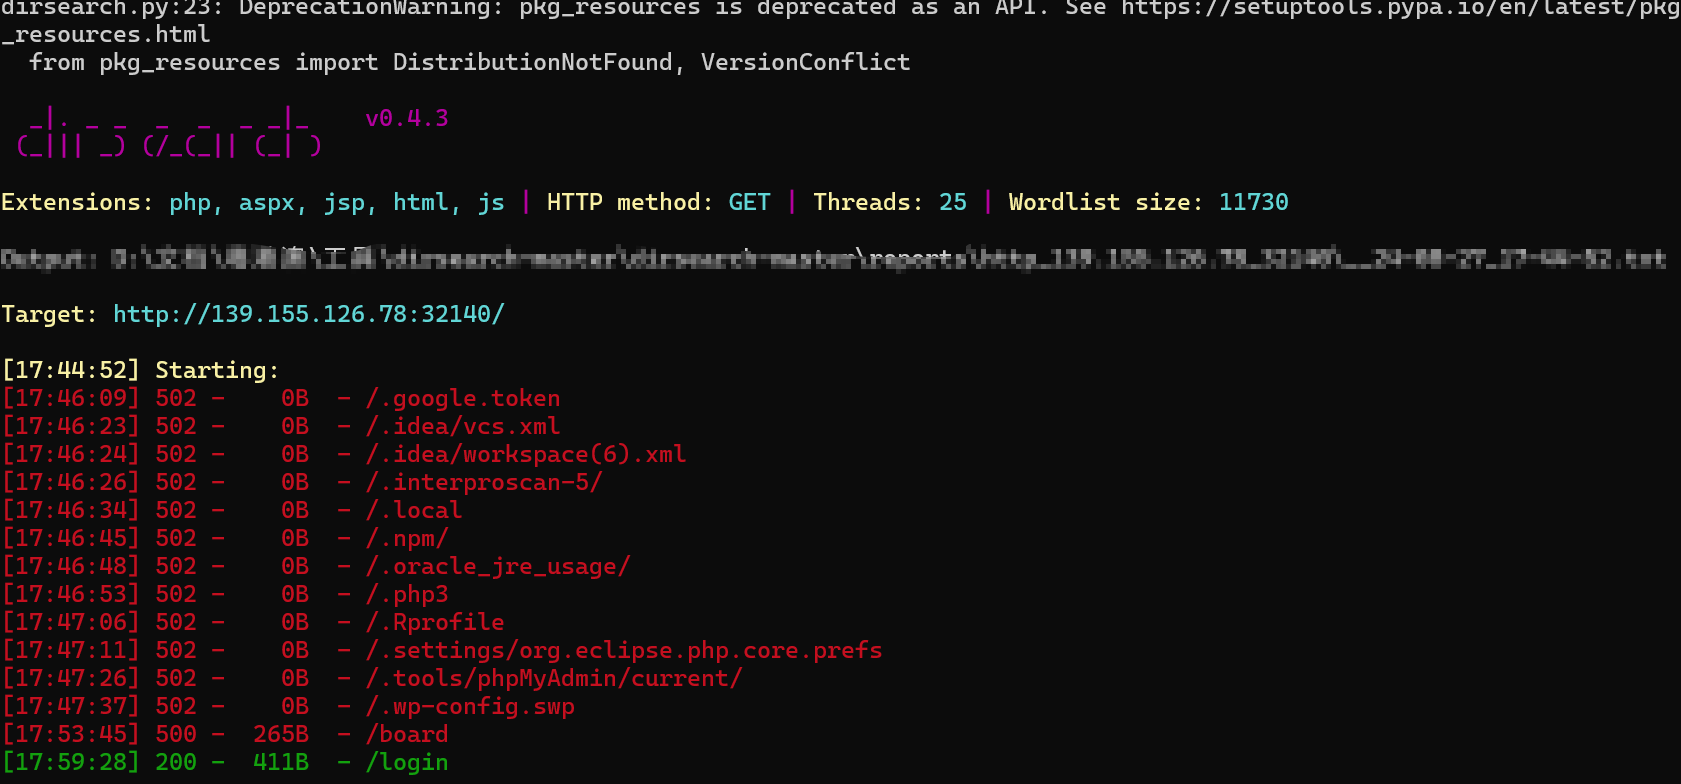 dirsearch.py:23: DeprecationWarning: pkg_resources is deprecated as an API. See https://setuptools.pypa.io/en/latest/pkg
_resources.html
  from pkg_resources import DistributionNotFound, VersionConflict
v0.4.3
Extensions: php, aspx, jsp, html, js | HTTP method: GET | Threads: 25 | Wordlist size: 11730
Target: http://139.155.126.78:32140/
[17:44:52] Starting:
[17:46:09] 502 -    0B  - /.google.token
[17:46:23] 502 -    0B  - /.idea/vcs.xml
[17:46:24] 502 -    0B  - /.idea/workspace(6).xml
[17:46:26] 502 -    0B  - /.interproscan-5/
[17:46:34] 502 -    0B  - /.local
[17:46:45] 502 -    0B  - /.npm/
[17:46:48] 502 -    0B  - /.oracle_jre_usage/
[17:46:53] 502 -    0B  - /.php3
[17:47:06] 502 -    0B  - /.Rprofile
[17:47:11] 502 -    0B  - /.settings/org.eclipse.php.core.prefs
[17:47:26] 502 -    0B  - /.tools/phpMyAdmin/current/
[17:47:37] 502 -    0B  - /.wp-config.swp
[17:53:45] 500 -  265B  - /board
[17:59:28] 200 -  411B  - /login